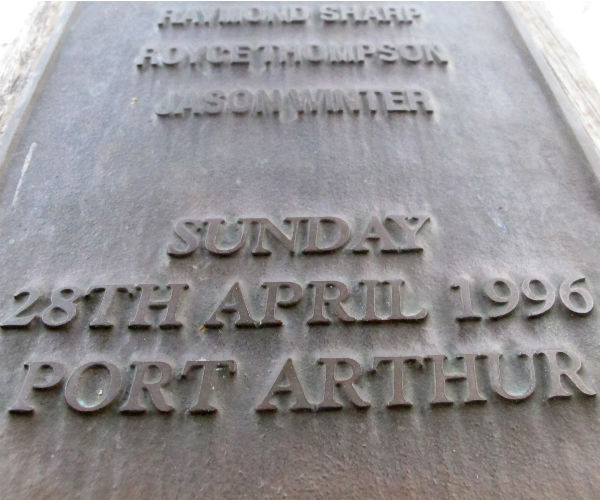 RAYMOND SHARP
ROYCE THOMPSON
JASON WINTER
SUNDAY
28TH APRIL 1996
PORT ARTHUR